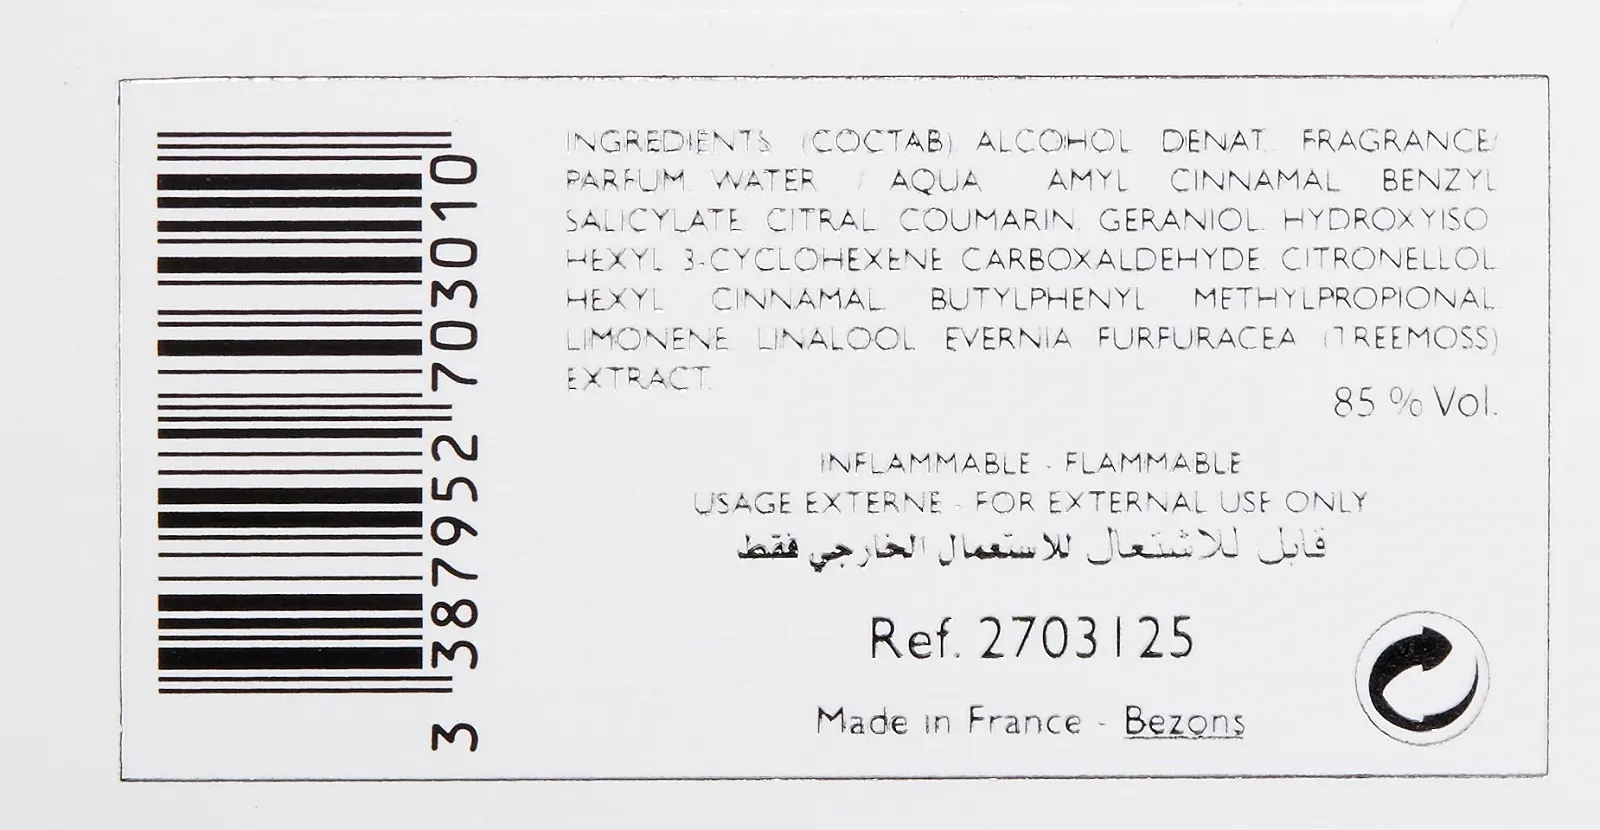 INGREDIENTS (COCTAB) ALCOHOL DENAT. FRAGRANCE/
PARFUM. WATER / AQUA AMYL CINNAMAL BENZYL
SALICYLATE. CITRAL COUMARIN. GERANIOL. HYDROXYISO
HEXYL 3-CYCLOHEXENE CARBOXALDEHYDE. CITRONELLOL
HEXYL CINNAMAL. BUTYLPHENYL METHYLPROPIONAL.
LIMONENE. LINALOOL EVERNIA FURFURACEA (TREEMOSS)
EXTRACT.
85 % Vol.
INFLAMMABLE - FLAMMABLE
USAGE EXTERNE - FOR EXTERNAL USE ONLY
قابل للاشتعال للاستعمال الخارجي فقط
Ref. 2703125
Made in France - Bezons
3 387952 703010